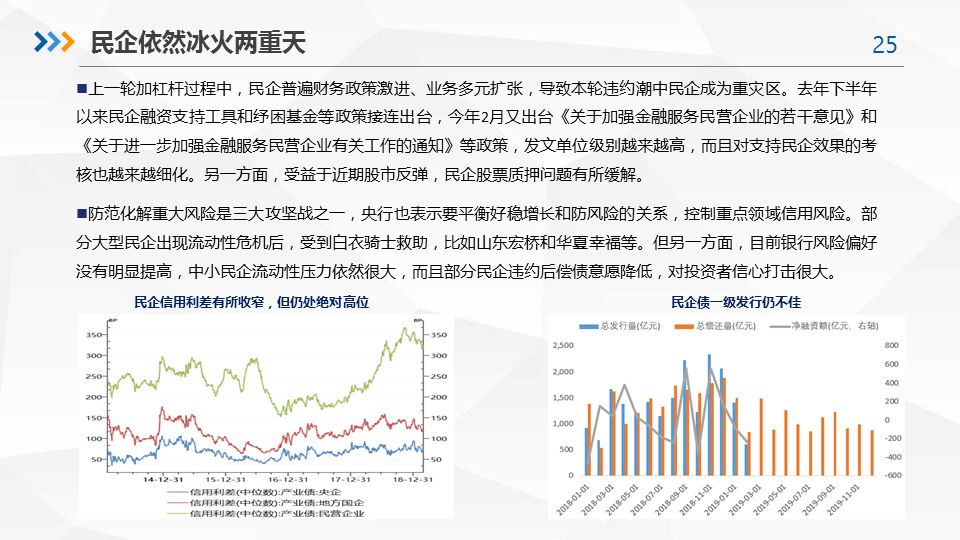 民企依然冰火两重天
25
■上一轮加杠杆过程中，民企普遍财务政策激进、业务多元扩张，导致本轮违约潮中民企成为重灾区。去年下半年
以来民企融资支持工具和纾困基金等政策接连出台，今年2月又出台《关于加强金融服务民营企业的若干意见》和
《关于进一步加强金融服务民营企业有关工作的通知》等政策，发文单位级别越来越高，而且对支持民企效果的考
核也越来越细化。另一方面，受益于近期股市反弹，民企股票质押问题有所缓解。
■防范化解重大风险是三大攻坚战之一，央行也表示要平衡好稳增长和防风险的关系，控制重点领域信用风险。部
分大型民企出现流动性危机后，受到白衣骑士救助，比如山东宏桥和华夏幸福等。但另一方面，目前银行风险偏好
没有明显提高，中小民企流动性压力依然很大，而且部分民企违约后偿债意愿降低，对投资者信心打击很大。
民企信用利差有所收窄，但仍处绝对高位
BP BP
350 350
300 300
250 250
200 200
150 150
100 100
50 50
14-12-31 15-12-31 16-12-31 17-12-31 18-12-31
信用利差(中位数):产业债:央企
信用利差(中位数):产业债:地方国企
信用利差(中位数):产业债:民营企业
民企债一级发行仍不佳
总发行量(亿元) 总偿还量(亿元) 净融资额(亿元、右轴)
2,500 800
2,000 600
1,500 400
1,000 200
500 0
0 -200
-400
-600
2018-01-01 2018-03-01 2018-05-01 2018-07-01 2018-09-01 2018-11-01 2019-01-01 2019-03-01 2019-05-01 2019-07-01 2019-09-01 2019-11-01